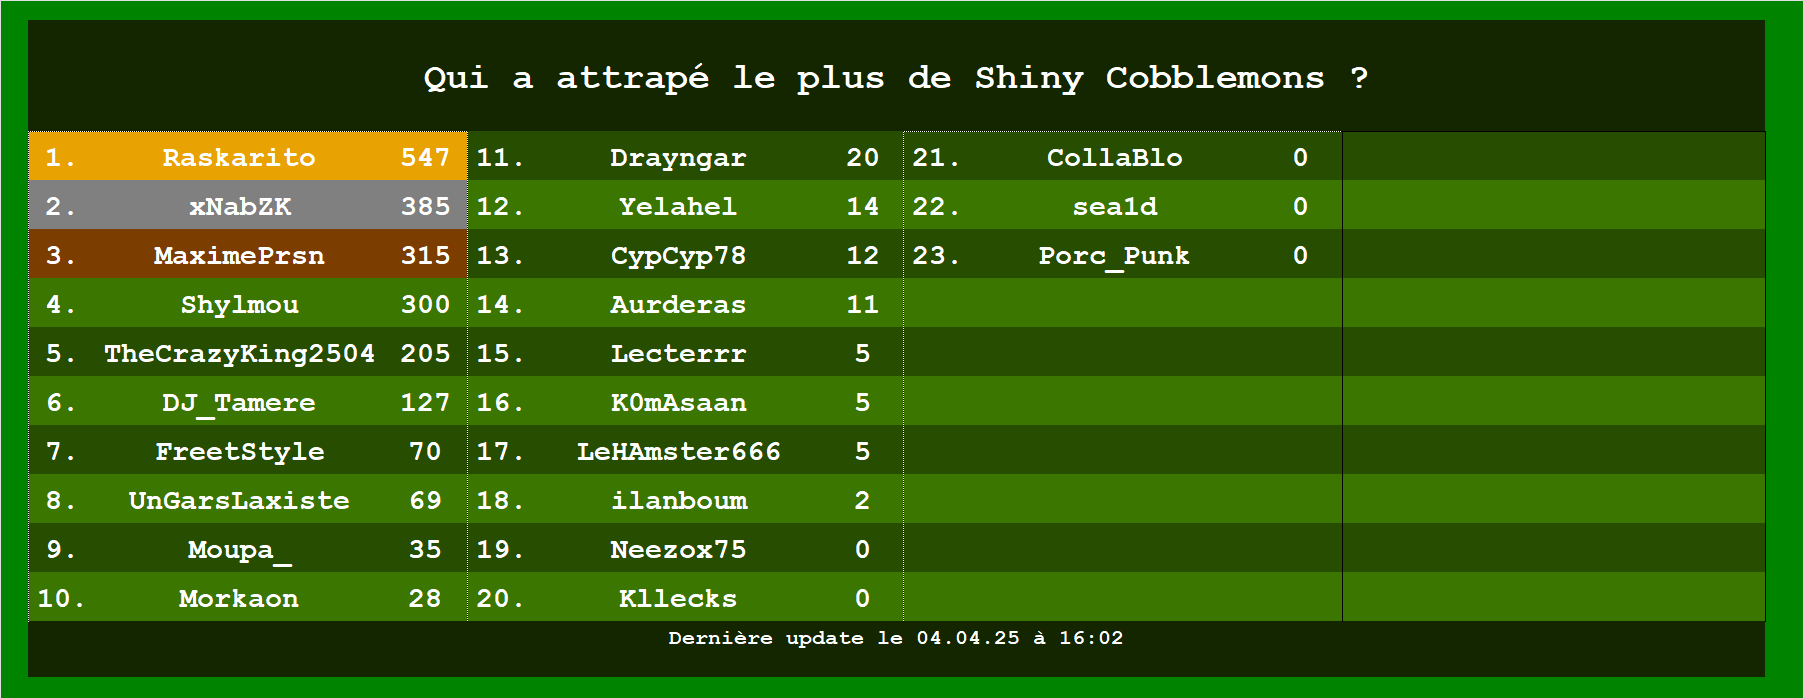 Qui a attrapé le plus de Shiny Cobblemons ?
1. Raskarito 547 11. Drayngar 20 21. CollaBlo 0
2. xNabZK 385 12. Yelahel 14 22. sea1d 0
3. MaximePrsn 315 13. CypCyp78 12 23. Porc_Punk 0
4. Shylmou 300 14. Aurderas 11
5. TheCrazyKing2504 205 15. Lecterrr 5
6. DJ_Tamere 127 16. K0mAsaan 5
7. FreetStyle 70 17. LeHAmster666 5
8. UnGarsLaxiste 69 18. ilanboum 2
9. Moupa_ 35 19. Neezox75 0
10. Morkaon 28 20. Kllecks 0
Dernière update le 04.04.25 à 16:02